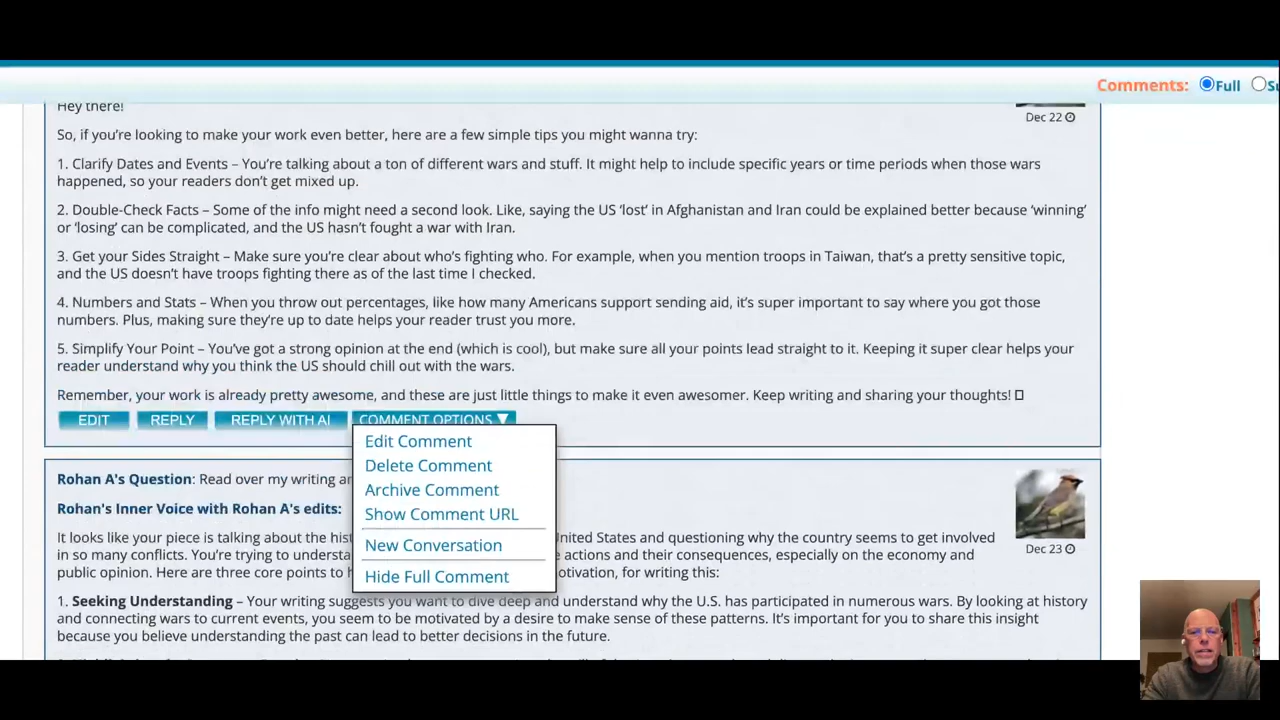 Comments: Full
Hey there!
Dec 22
So, if you're looking to make your work even better, here are a few simple tips you might wanna try:
1. Clarify Dates and Events – You're talking about a ton of different wars and stuff. It might help to include specific years or time periods when those wars
happened, so your readers don't get mixed up.
2. Double-Check Facts – Some of the info might need a second look. Like, saying the US 'lost' in Afghanistan and Iran could be explained better because 'winning'
or 'losing' can be complicated, and the US hasn't fought a war with Iran.
3. Get your Sides Straight – Make sure you're clear about who's fighting who. For example, when you mention troops in Taiwan, that's a pretty sensitive topic,
and the US doesn't have troops fighting there as of the last time I checked.
4. Numbers and Stats – When you throw out percentages, like how many Americans support sending aid, it's super important to say where you got those
numbers. Plus, making sure they're up to date helps your reader trust you more.
5. Simplify Your Point – You've got a strong opinion at the end (which is cool), but make sure all your points lead straight to it. Keeping it super clear helps your
reader understand why you think the US should chill out with the wars.
Remember, your work is already pretty awesome, and these are just little things to make it even awesomer. Keep writing and sharing your thoughts!
EDIT REPLY REPLY WITH AI COMMENT OPTIONS ▼
Edit Comment
Delete Comment
Archive Comment
Show Comment URL
New Conversation
Hide Full Comment
Rohan A's Question: Read over my writing
Rohan's Inner Voice with Rohan A's edits:
Dec 23
It looks like your piece is talking about the United States and questioning why the country seems to get involved
in so many conflicts. You're trying to actions and their consequences, especially on the economy and
public opinion. Here are three core points to for writing this:
1. Seeking Understanding – Your writing suggests you want to dive deep and understand why the U.S. has participated in numerous wars. By looking at history
and connecting wars to current events, you seem to be motivated by a desire to make sense of these patterns. It's important for you to share this insight
because you believe understanding the past can lead to better decisions in the future.